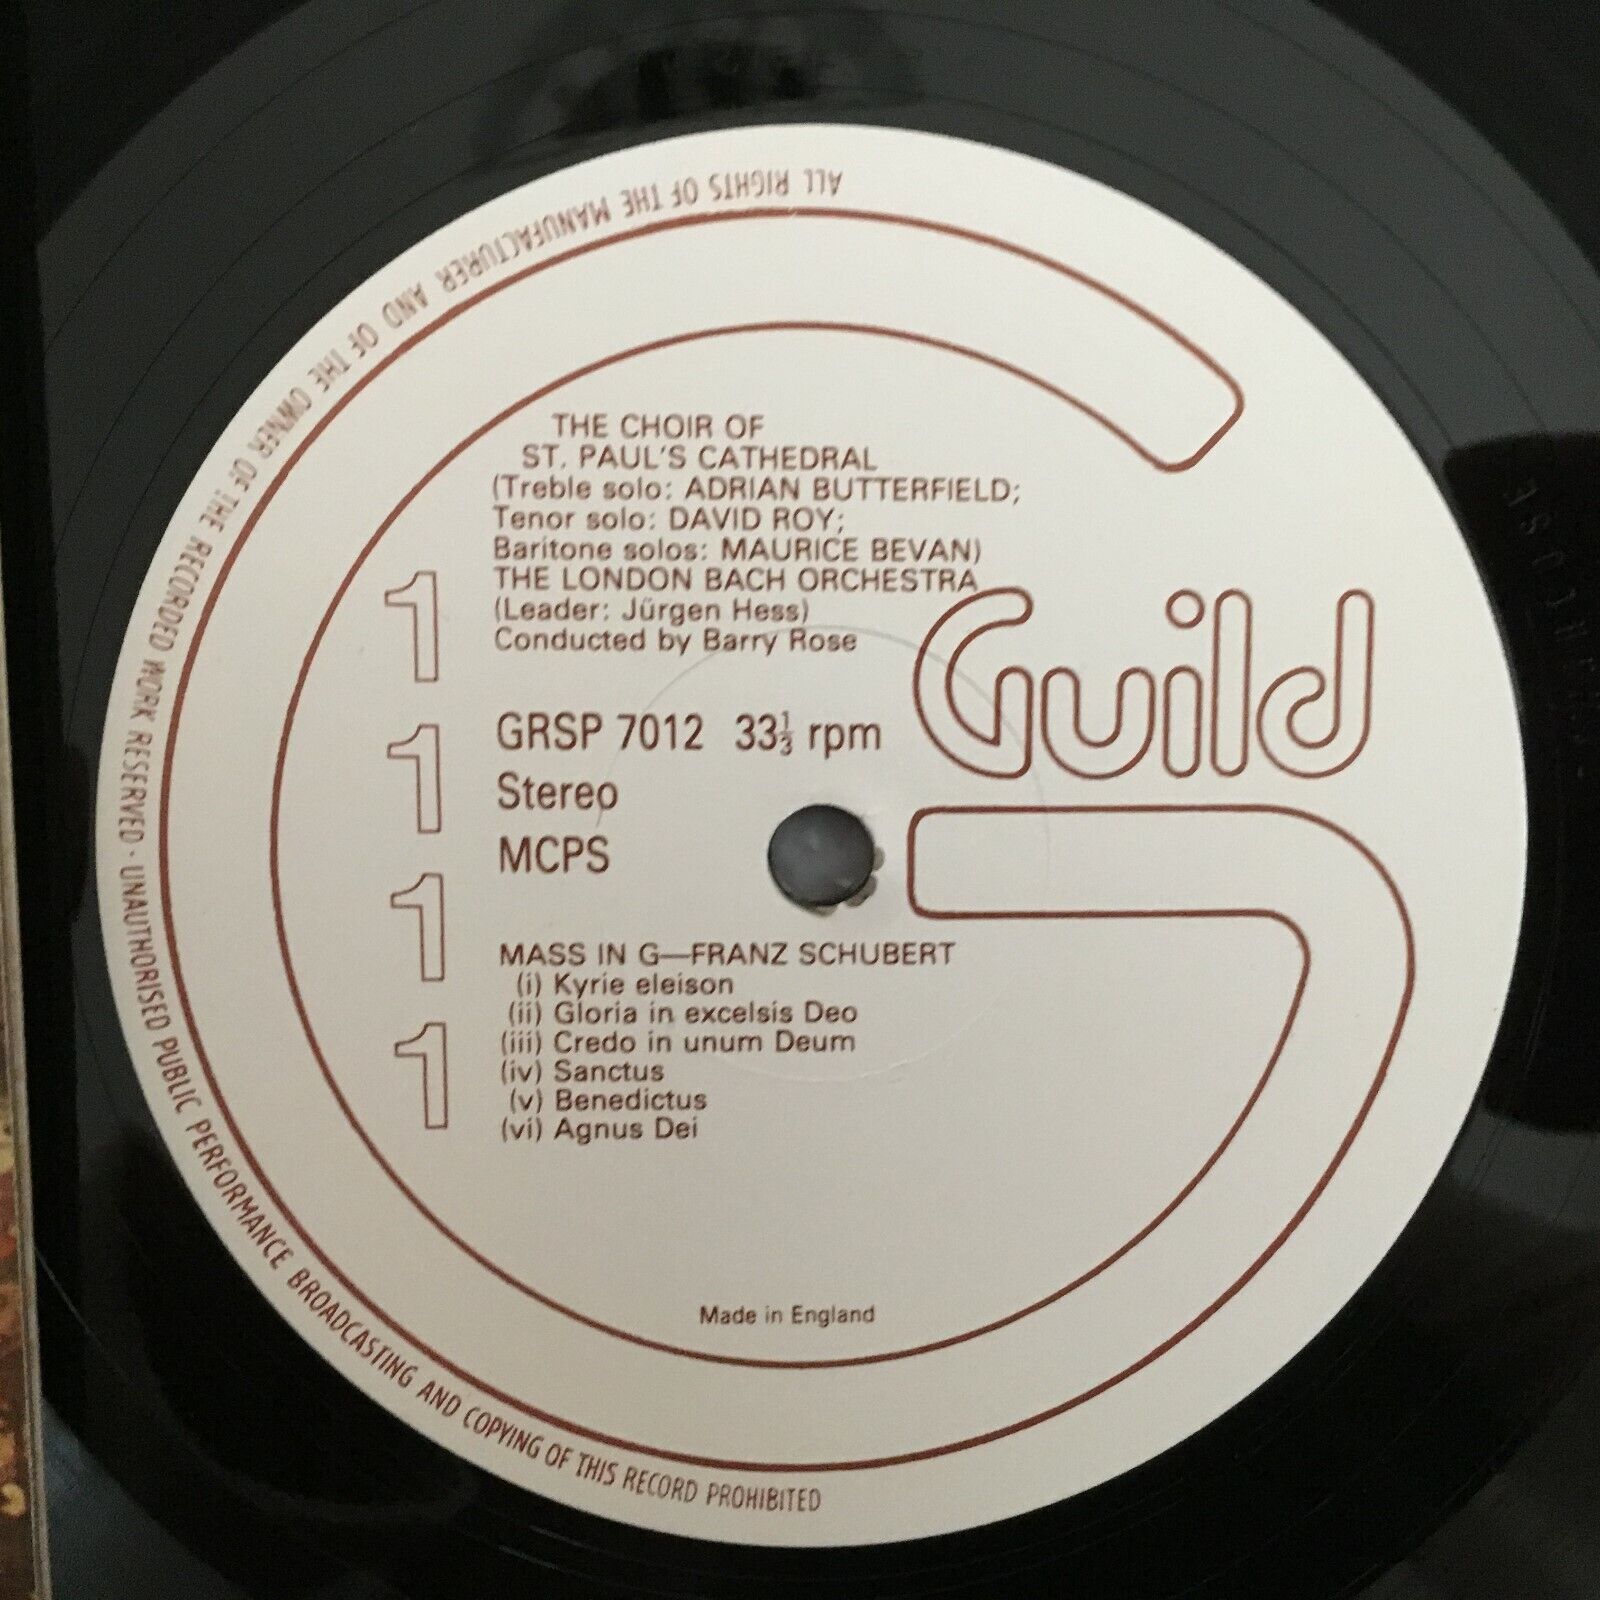 ALL RIGHTS OF THE MANUFACTURER AND OF THE OWNER OF THE RECORDED WORK RESERVED · UNAUTHORISED PUBLIC PERFORMANCE BROADCASTING AND COPYING OF THIS RECORD PROHIBITED
THE CHOIR OF
ST. PAUL'S CATHEDRAL
(Treble solo: ADRIAN BUTTERFIELD;
Tenor solo: DAVID ROY;
Baritone solos: MAURICE BEVAN)
THE LONDON BACH ORCHESTRA
(Leader: Jürgen Hess)
Conducted by Barry Rose
1
1
1
1
Guild
GRSP 7012 33⅓ rpm
Stereo
MCPS
MASS IN G—FRANZ SCHUBERT
(i) Kyrie eleison
(ii) Gloria in excelsis Deo
(iii) Credo in unum Deum
(iv) Sanctus
(v) Benedictus
(vi) Agnus Dei
Made in England